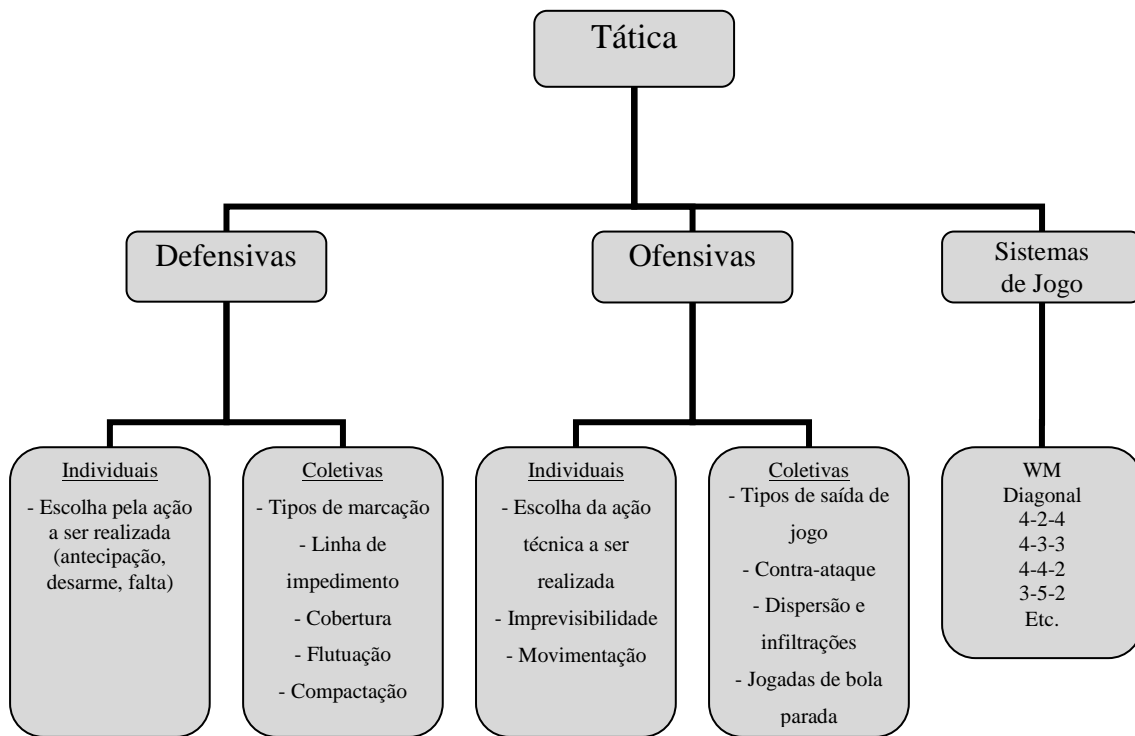 Tática
Defensivas
Ofensivas
Sistemas
de Jogo
Individuais
- Escolha pela ação
a ser realizada
(antecipação,
desarme, falta)
Coletivas
- Tipos de marcação
- Linha de
impedimento
- Cobertura
- Flutuação
- Compactação
Individuais
- Escolha da ação
técnica a ser
realizada
- Imprevisibilidade
- Movimentação
Coletivas
- Tipos de saída de
jogo
- Contra-ataque
- Dispersão e
infiltrações
- Jogadas de bola
parada
WM
Diagonal
4-2-4
4-3-3
4-4-2
3-5-2
Etc.